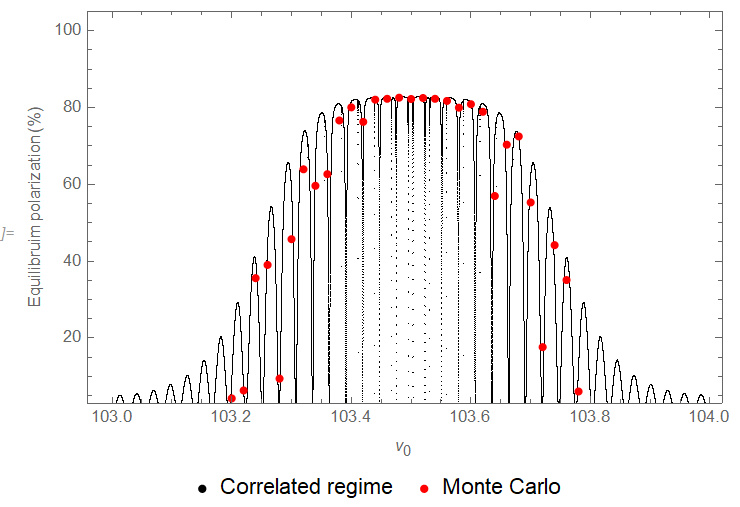 100
80
60
40
20
Equilibruim polarization (%)
]=
103.0 103.2 103.4 103.6 103.8 104.0
ν0
Correlated regime Monte Carlo